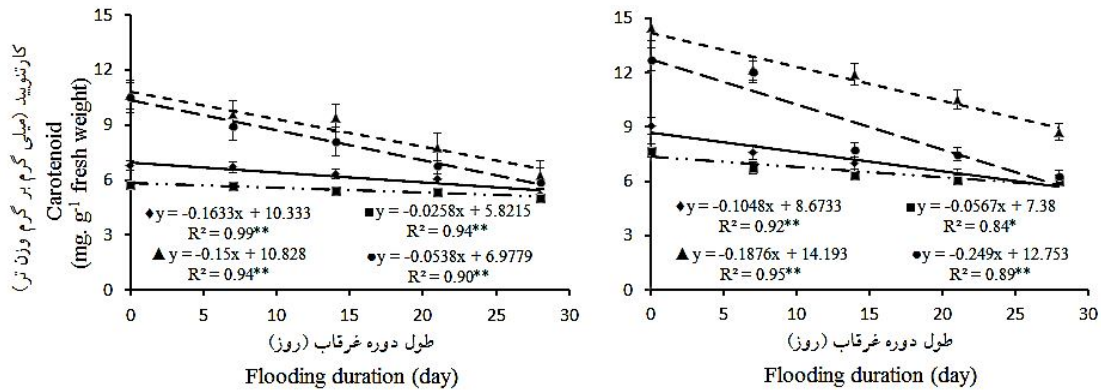 کارتنویید (میلی گرم بر گرم وزن تر)
Carotenoid
(mg. g⁻¹ fresh weight)
15
12
9
6
3
0
◆y = -0.1633x + 10.333
R² = 0.99**
■y = -0.0258x + 5.8215
R² = 0.94**
▲y = -0.15x + 10.828
R² = 0.94**
●y = -0.0538x + 6.9779
R² = 0.90**
0 5 10 15 20 25 30
طول دوره غرقاب (روز)
Flooding duration (day)
15
12
9
6
3
0
◆y = -0.1048x + 8.6733
R² = 0.92**
■y = -0.0567x + 7.38
R² = 0.84*
▲y = -0.1876x + 14.193
R² = 0.95**
●y = -0.249x + 12.753
R² = 0.89**
0 5 10 15 20 25 30
طول دوره غرقاب (روز)
Flooding duration (day)